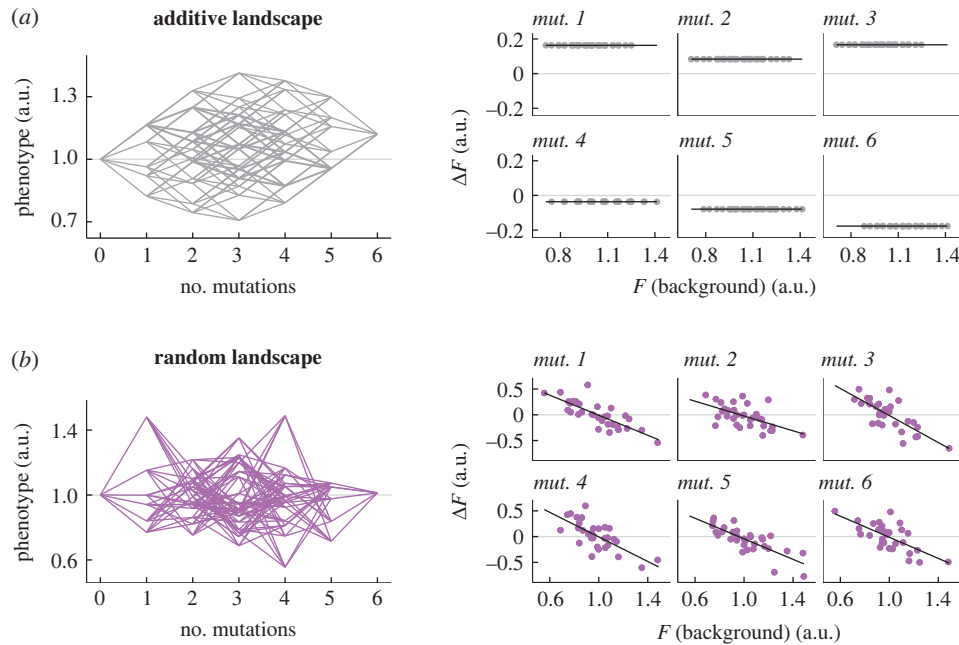 (a)
additive landscape
phenotype (a.u.)
1.3
1.0
0.7
0 1 2 3 4 5 6
no. mutations
mut. 1 mut. 2 mut. 3
0.2
0
–0.2
mut. 4 mut. 5 mut. 6
0.2
0
–0.2
ΔF (a.u.)
0.8 1.1 1.4 0.8 1.1 1.4 0.8 1.1 1.4
F (background) (a.u.)
(b)
random landscape
phenotype (a.u.)
1.4
1.0
0.6
0 1 2 3 4 5 6
no. mutations
mut. 1 mut. 2 mut. 3
0.5
0
–0.5
mut. 4 mut. 5 mut. 6
0.5
0
–0.5
ΔF (a.u.)
0.6 1.0 1.4 0.6 1.0 1.4 0.6 1.0 1.4
F (background) (a.u.)